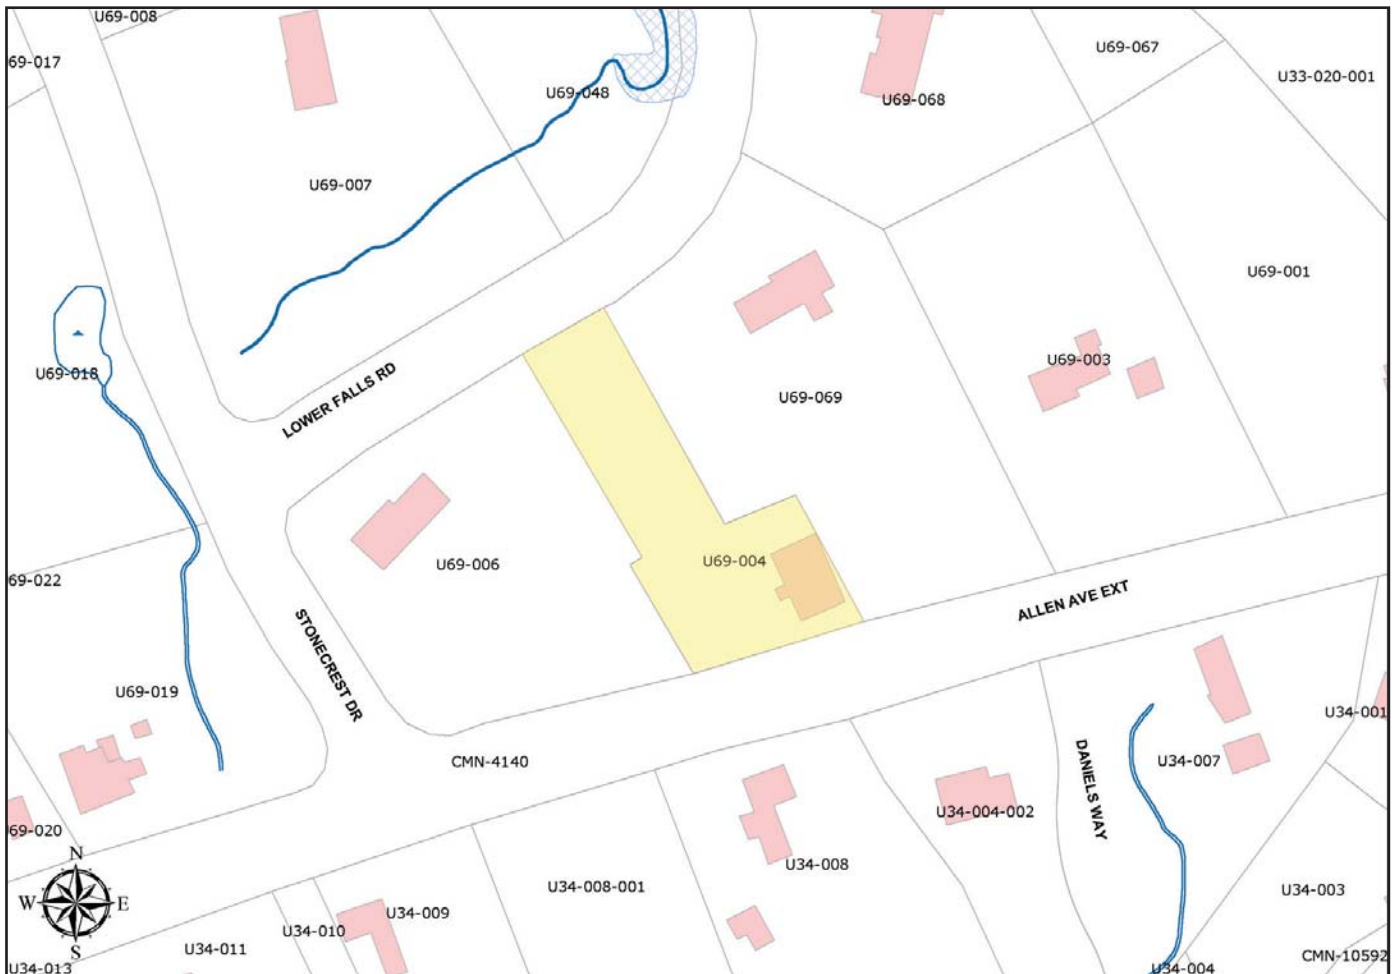 U69-008
69-017
U69-067
U33-020-001
U69-048
U69-068
U69-007
U69-001
U69-018
U69-003
LOWER FALLS RD
U69-069
U69-004
U69-006
69-022
ALLEN AVE EXT
STONECREST DR
U69-019
U34-001
CMN-4140
DANIELS WAY
U34-007
U34-004-002
69-020
U34-008
N
W E
S
U34-008-001
U34-003
U34-009
U34-010
U34-011
CMN-10592
U34-013
U34-004